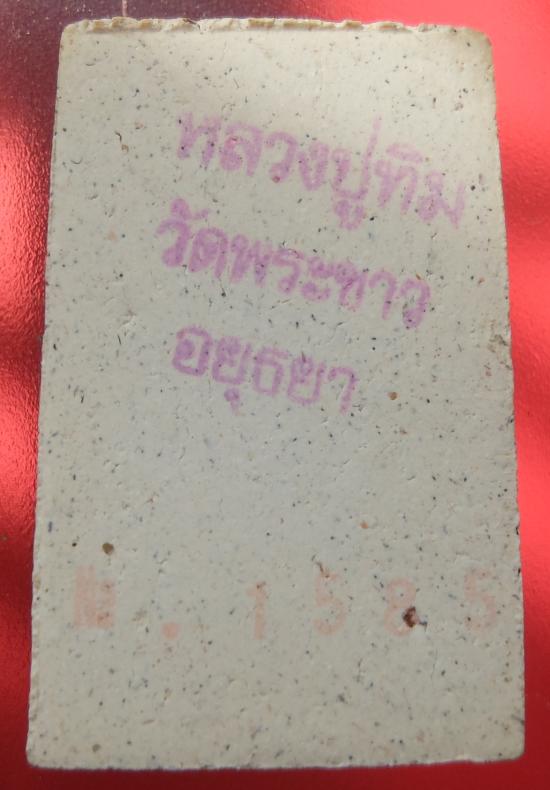 หลวงปู่ทิม
วัดพระขาว
อยุธยา
№. 1585